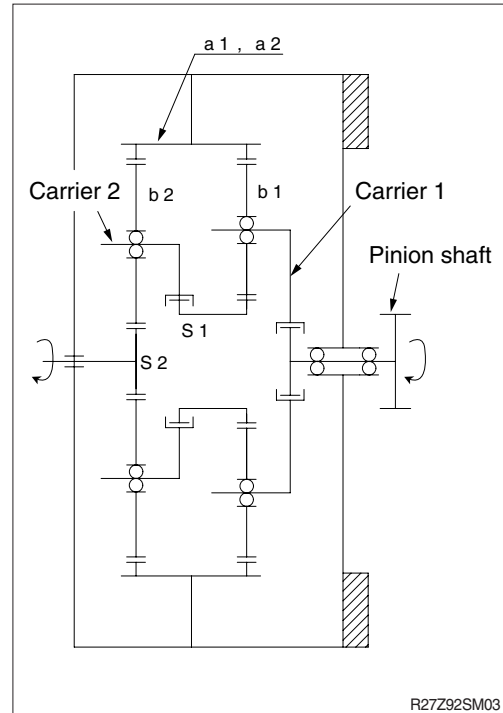 a 1 , a 2
b 2
b 1
Carrier 2
Carrier 1
Pinion shaft
S 1
S 2
R27Z92SM03